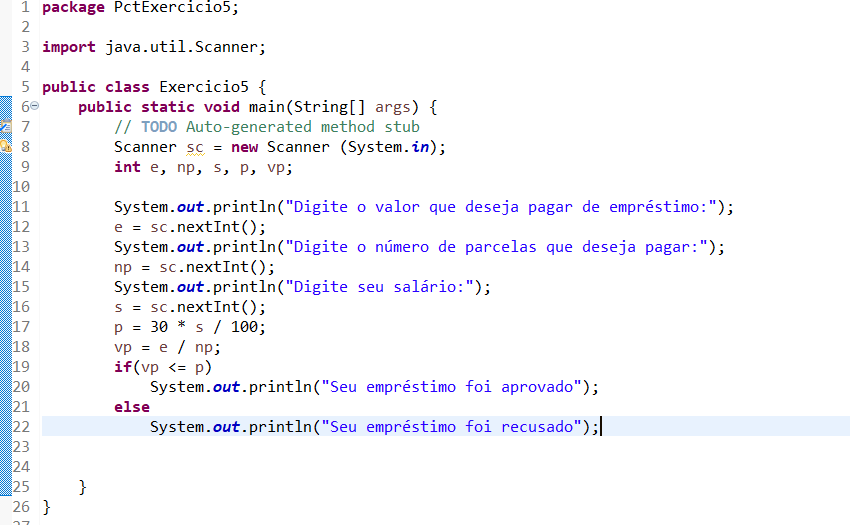 1 package PctExercicio5;
2
3 import java.util.Scanner;
4
5 public class Exercicio5 {
6 public static void main(String[] args) {
7 // TODO Auto-generated method stub
8 Scanner sc = new Scanner (System.in);
9 int e, np, s, p, vp;
10
11 System.out.println("Digite o valor que deseja pagar de empréstimo:");
12 e = sc.nextInt();
13 System.out.println("Digite o número de parcelas que deseja pagar:");
14 np = sc.nextInt();
15 System.out.println("Digite seu salário:");
16 s = sc.nextInt();
17 p = 30 * s / 100;
18 vp = e / np;
19 if(vp <= p)
20 System.out.println("Seu empréstimo foi aprovado");
21 else
22 System.out.println("Seu empréstimo foi recusado");
23
24
25 }
26 }
27